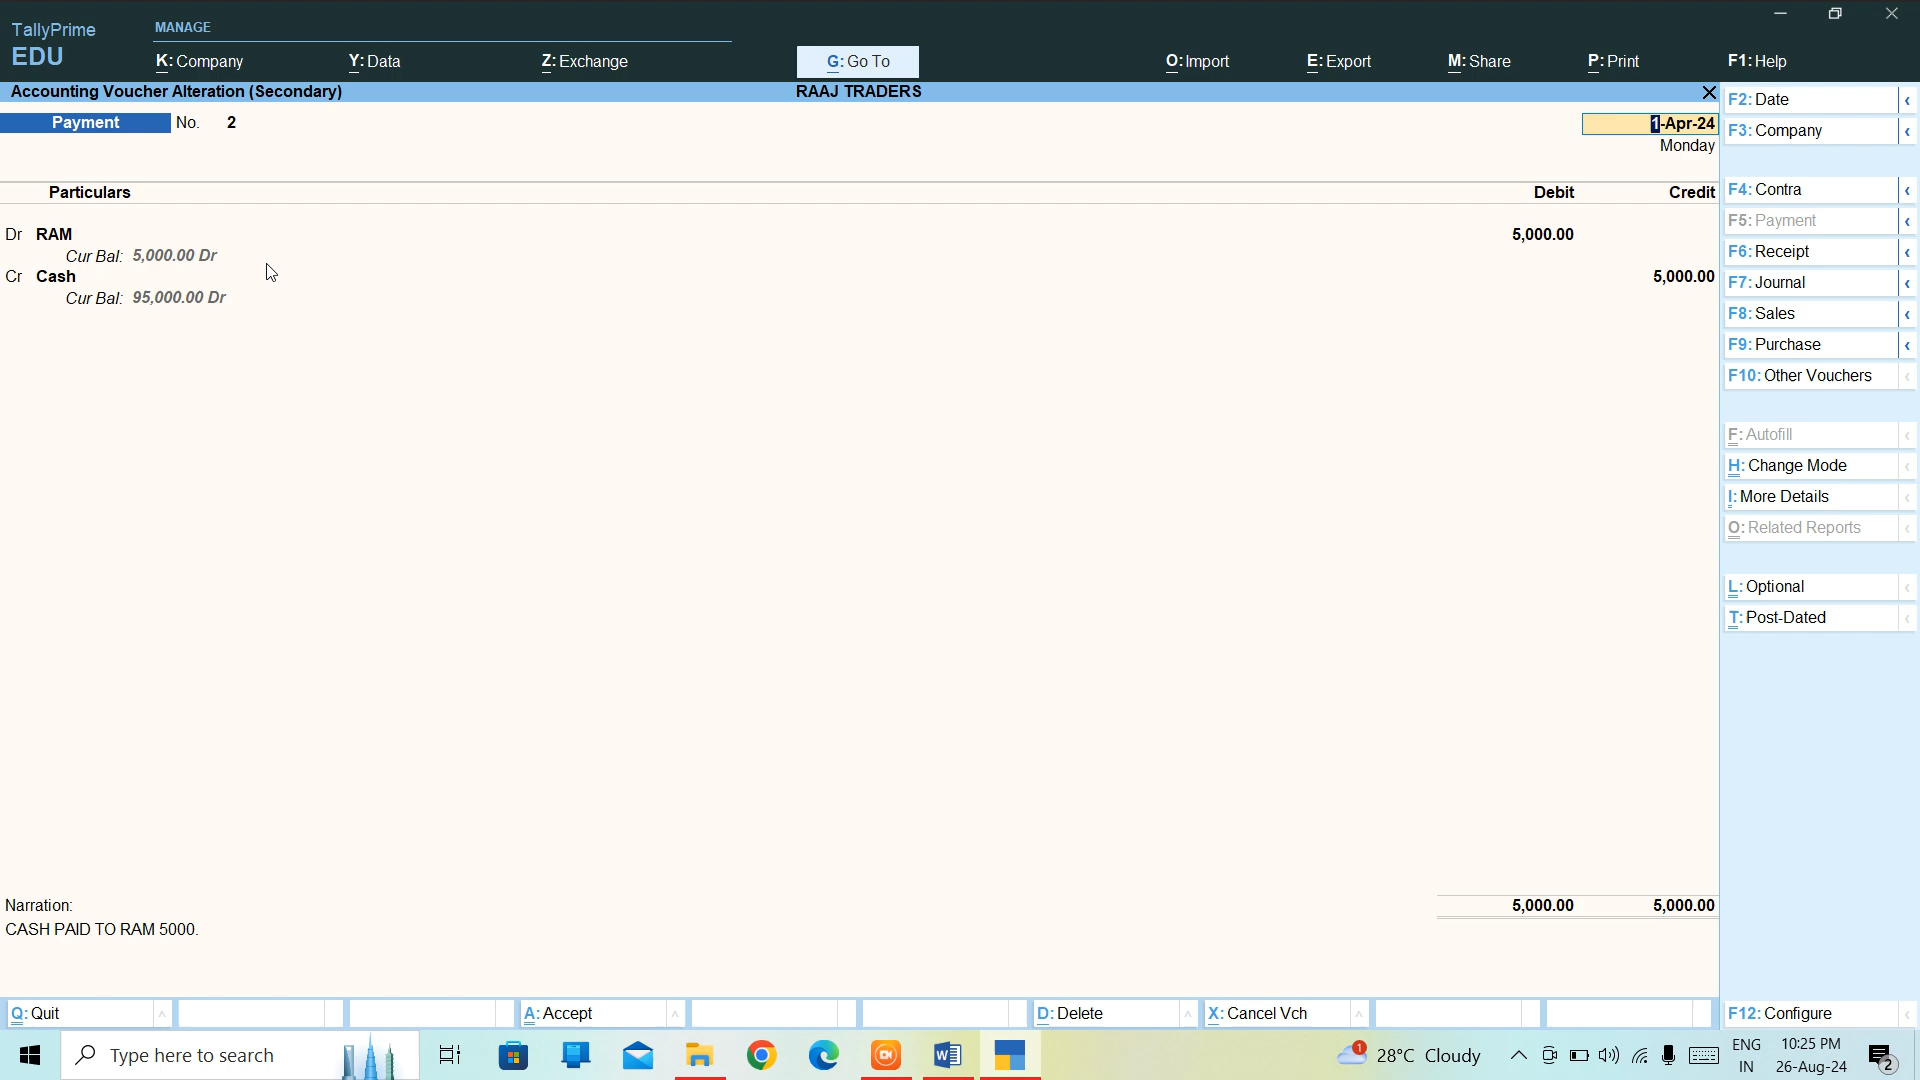 TallyPrime
EDU
MANAGE
K: Company
Y: Data
Z: Exchange
G: Go To
O: Import
E: Export
M: Share
P: Print
F1: Help
Accounting Voucher Alteration (Secondary)
RAAJ TRADERS
Payment No. 2
1-Apr-24
Monday
Particulars Debit Credit
Dr RAM 5,000.00
Cur Bal: 5,000.00 Dr
Cr Cash 5,000.00
Cur Bal: 95,000.00 Dr
Narration: 5,000.00 5,000.00
CASH PAID TO RAM 5000.
F2: Date
F3: Company
F4: Contra
F5: Payment
F6: Receipt
F7: Journal
F8: Sales
F9: Purchase
F10: Other Vouchers
F: Autofill
H: Change Mode
I: More Details
O: Related Reports
L: Optional
T: Post-Dated
F12: Configure
Q: Quit
A: Accept
D: Delete
X: Cancel Vch
Type here to search
1
28°C Cloudy
ENG
IN
10:25 PM
26-Aug-24
2